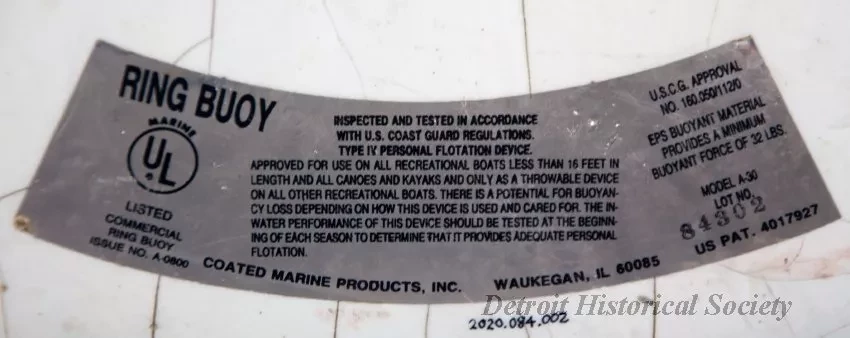 RING BUOY
MARINE
UL
®
LISTED
COMMERCIAL
RING BUOY
ISSUE NO. A-0800
INSPECTED AND TESTED IN ACCORDANCE
WITH U.S. COAST GUARD REGULATIONS.
TYPE IV PERSONAL FLOTATION DEVICE.
APPROVED FOR USE ON ALL RECREATIONAL BOATS LESS THAN 16 FEET IN
LENGTH AND ALL CANOES AND KAYAKS AND ONLY AS A THROWABLE DEVICE
ON ALL OTHER RECREATIONAL BOATS. THERE IS A POTENTIAL FOR BUOYAN-
CY LOSS DEPENDING ON HOW THIS DEVICE IS USED AND CARED FOR. THE IN-
WATER PERFORMANCE OF THIS DEVICE SHOULD BE TESTED AT THE BEGINN-
ING OF EACH SEASON TO DETERMINE THAT IT PROVIDES ADEQUATE PERSONAL
FLOTATION.
U.S.C.G. APPROVAL
NO. 160.050/112/0
EPS BUOYANT MATERIAL
PROVIDES A MINIMUM
BUOYANT FORCE OF 32 LBS.
MODEL A-30
LOT NO.
84302
US PAT. 4017927
COATED MARINE PRODUCTS, INC. WAUKEGAN, IL 60085
Detroit Historical Society
2020.084.002